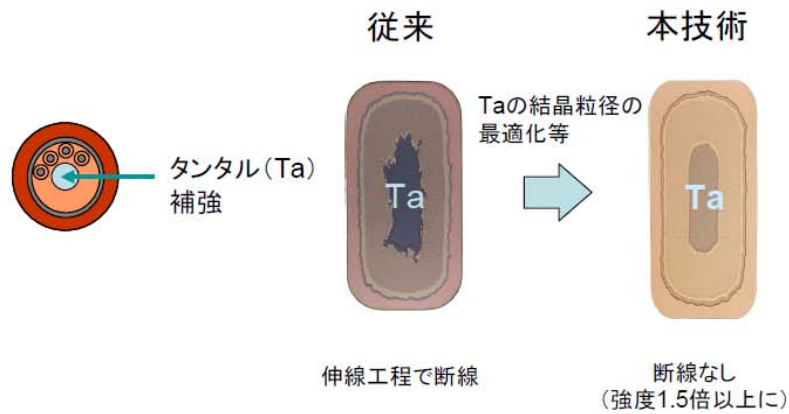 従来
本技術
Taの結晶粒径の
最適化等
タンタル(Ta)
補強
Ta
Ta
伸線工程で断線
断線なし
(強度1.5倍以上に)